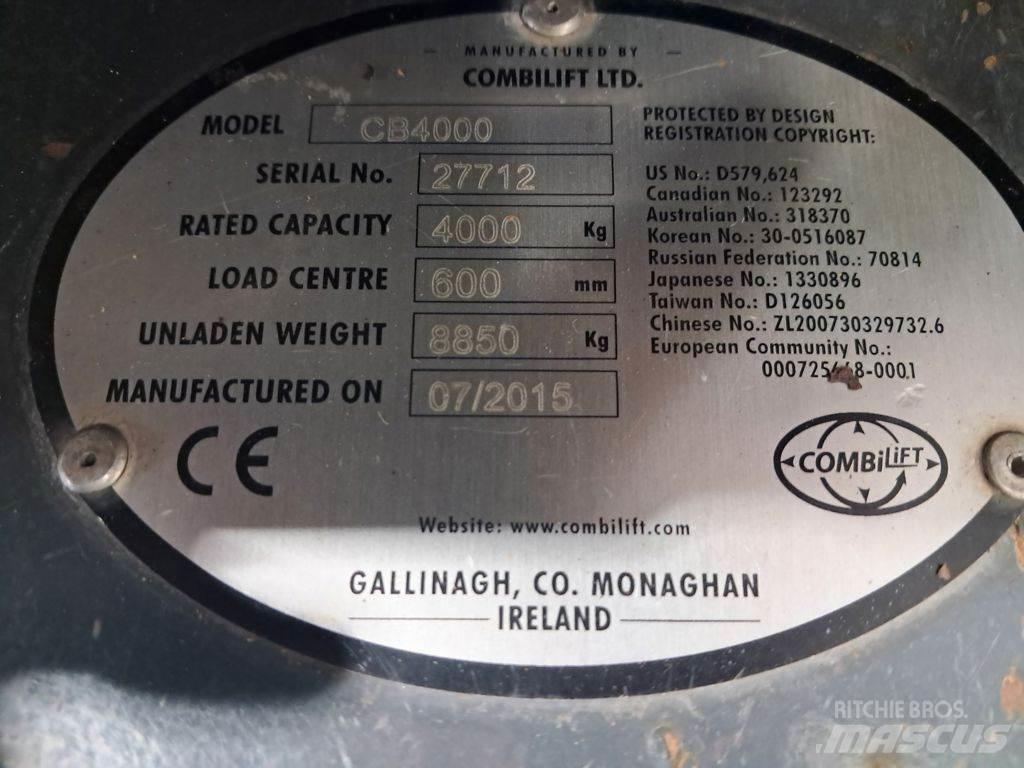 MANUFACTURED BY
COMBILIFT LTD.
MODEL CB4000
SERIAL No. 27712
RATED CAPACITY 4000 Kg
LOAD CENTRE 600 mm
UNLADEN WEIGHT 8850 Kg
MANUFACTURED ON 07/2015
PROTECTED BY DESIGN
REGISTRATION COPYRIGHT:
US No.: D579,624
Canadian No.: 123292
Australian No.: 318370
Korean No.: 30-0516087
Russian Federation No.: 70814
Japanese No.: 1330896
Taiwan No.: D126056
Chinese No.: ZL200730329732.6
European Community No.:
CE
COMBiLiFT
Website: www.combilift.com
GALLINAGH, CO. MONAGHAN
IRELAND
RITCHIE BROS.
MASCUS